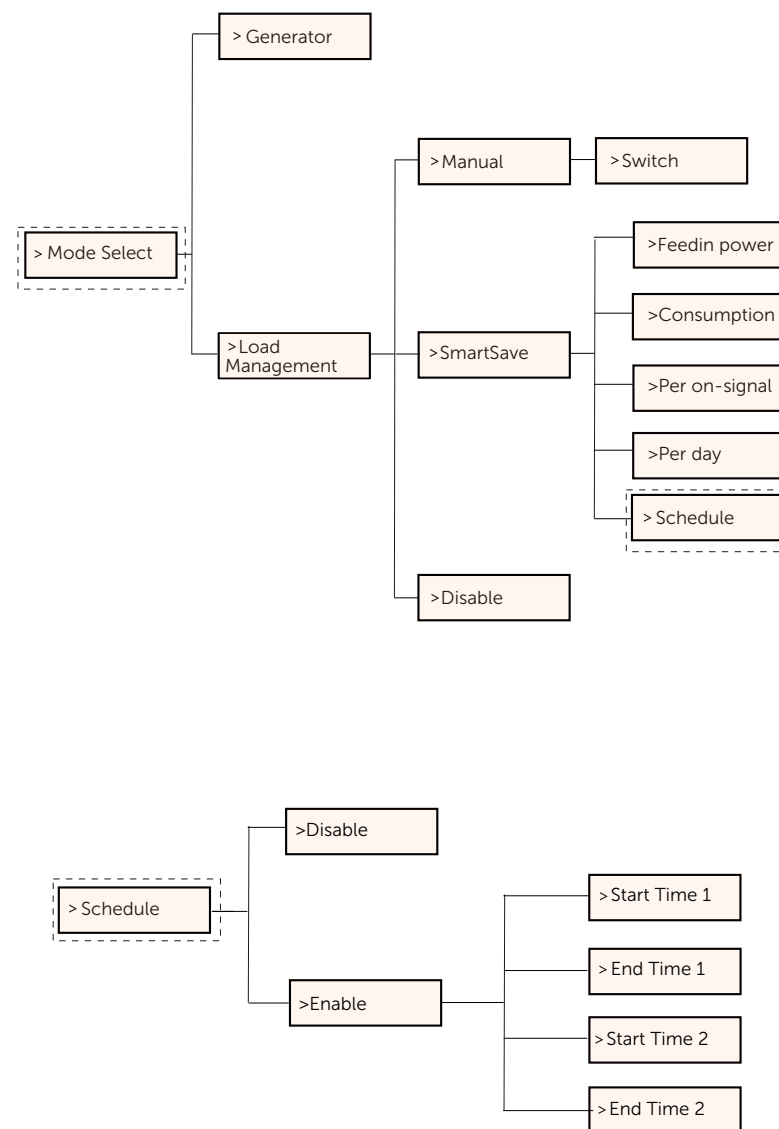 > Generator
>Manual
>Switch
> Mode Select
>Feedin power
>Consumption
>Load
Management
>SmartSave
>Per on-signal
>Per day
> Schedule
>Disable
>Disable
> Schedule
>Start Time 1
> End Time 1
>Enable
>Start Time 2
>End Time 2